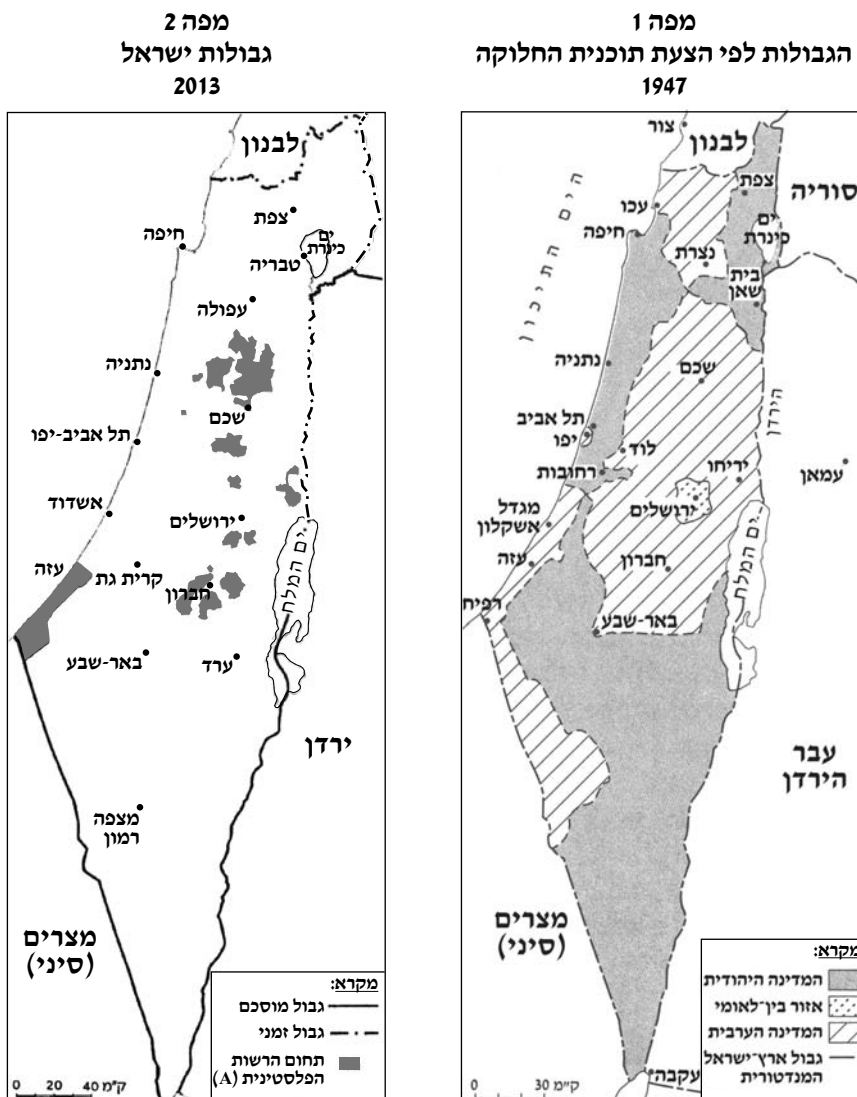 מפה 1
הגבולות לפי הצעת תוכנית החלוקה
1947
צור
לבנון
סוריה
צפת
עכו
ים
כינרת
חיפה
נצרת
בית
שאן
הים התיכון
נתניה
שכם
הירדן
תל אביב
יפו
לוד
עמאן
רחובות
יריחו
ירושלים
מגדל
אשקלון
ים המלח
עזה
חברון
רפיח
באר-שבע
עבר
הירדן
מצרים
(סיני)
מקרא:
המדינה היהודית
אזור בין-לאומי
המדינה הערבית
גבול ארץ-ישראל
המנדטורית
עקבה
0 30 ק"מ
מפה 2
גבולות ישראל
2013
לבנון
צפת
חיפה
ים
כינרת
טבריה
עפולה
נתניה
שכם
תל אביב-יפו
אשדוד
ירושלים
ים המלח
עזה
קרית גת
חברון
באר-שבע
ערד
ירדן
מצפה
רמון
מצרים
(סיני)
מקרא:
גבול מוסכם
גבול זמני
תחום הרשות
הפלסטינית (A)
0 20 40 ק"מ